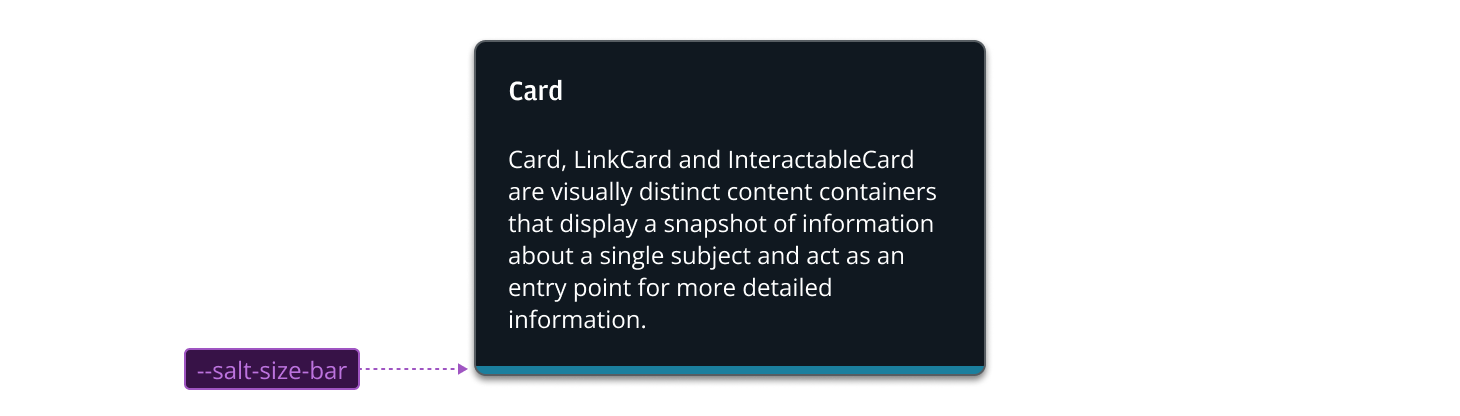 Card
Card, LinkCard and InteractableCard
are visually distinct content containers
that display a snapshot of information
about a single subject and act as an
entry point for more detailed
information.
--salt-size-bar